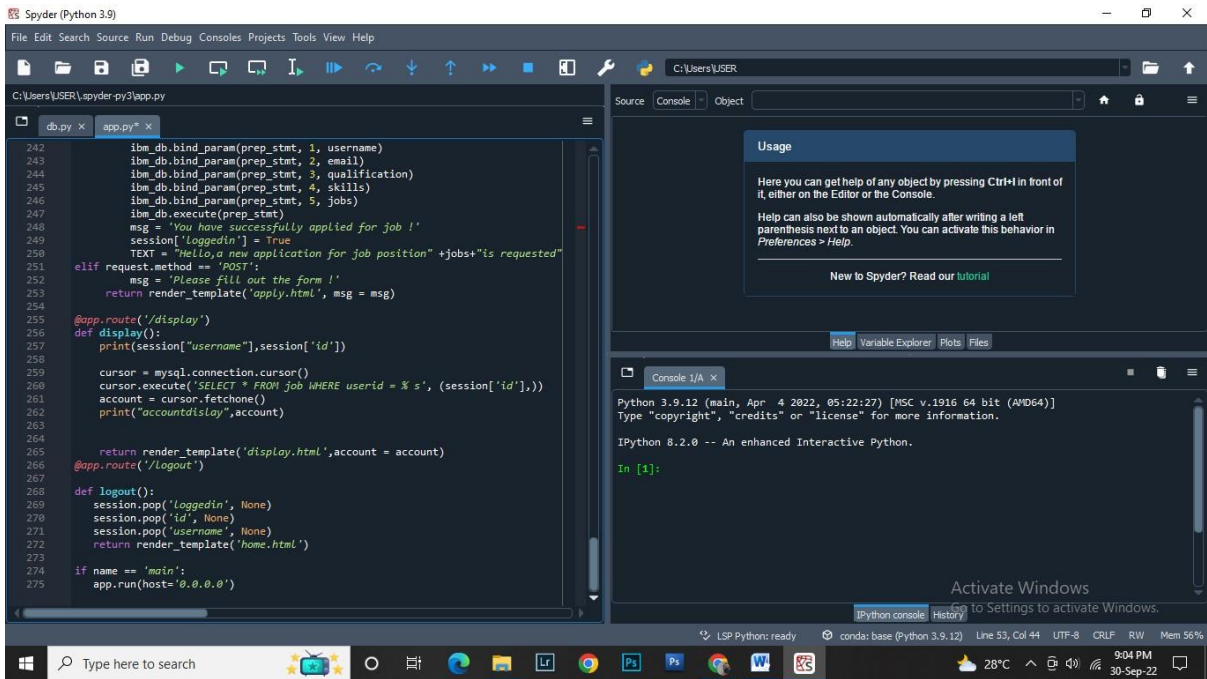 Spyder (Python 3.9)
File Edit Search Source Run Debug Consoles Projects Tools View Help
C:\Users\USER
C:\Users\USER\.spyder-py3\app.py
db.py × app.py* ×
242 ibm_db.bind_param(prep_stmt, 1, username)
243 ibm_db.bind_param(prep_stmt, 2, email)
244 ibm_db.bind_param(prep_stmt, 3, qualification)
245 ibm_db.bind_param(prep_stmt, 4, skills)
246 ibm_db.bind_param(prep_stmt, 5, jobs)
247 ibm_db.execute(prep_stmt)
248 msg = 'You have successfully applied for job !'
249 session['loggedin'] = True
250 TEXT = "Hello,a new application for job position" +jobs+"is requested"
251 elif request.method == 'POST':
252 msg = 'Please fill out the form !'
253 return render_template('apply.html', msg = msg)
254
255 @app.route('/display')
256 def display():
257 print(session["username"],session['id'])
258
259 cursor = mysql.connection.cursor()
260 cursor.execute('SELECT * FROM job WHERE userid = % s', (session['id'],))
261 account = cursor.fetchone()
262 print("accountdislay",account)
263
264
265 return render_template('display.html',account = account)
266 @app.route('/logout')
267
268 def logout():
269 session.pop('loggedin', None)
270 session.pop('id', None)
271 session.pop('username', None)
272 return render_template('home.html')
273
274 if name == 'main':
275 app.run(host='0.0.0.0')
Source Console Object
Usage
Here you can get help of any object by pressing Ctrl+I in front of
it, either on the Editor or the Console.
Help can also be shown automatically after writing a left
parenthesis next to an object. You can activate this behavior in
Preferences > Help.
New to Spyder? Read our tutorial
Help Variable Explorer Plots Files
Console 1/A ×
Python 3.9.12 (main, Apr 4 2022, 05:22:27) [MSC v.1916 64 bit (AMD64)]
Type "copyright", "credits" or "license" for more information.
IPython 8.2.0 -- An enhanced Interactive Python.
In [1]:
Activate Windows
Go to Settings to activate Windows.
IPython console History
LSP Python: ready conda: base (Python 3.9.12) Line 53, Col 44 UTF-8 CRLF RW Mem 56%
Type here to search
Lr
Ps
Ps
W
28°C
9:04 PM
30-Sep-22